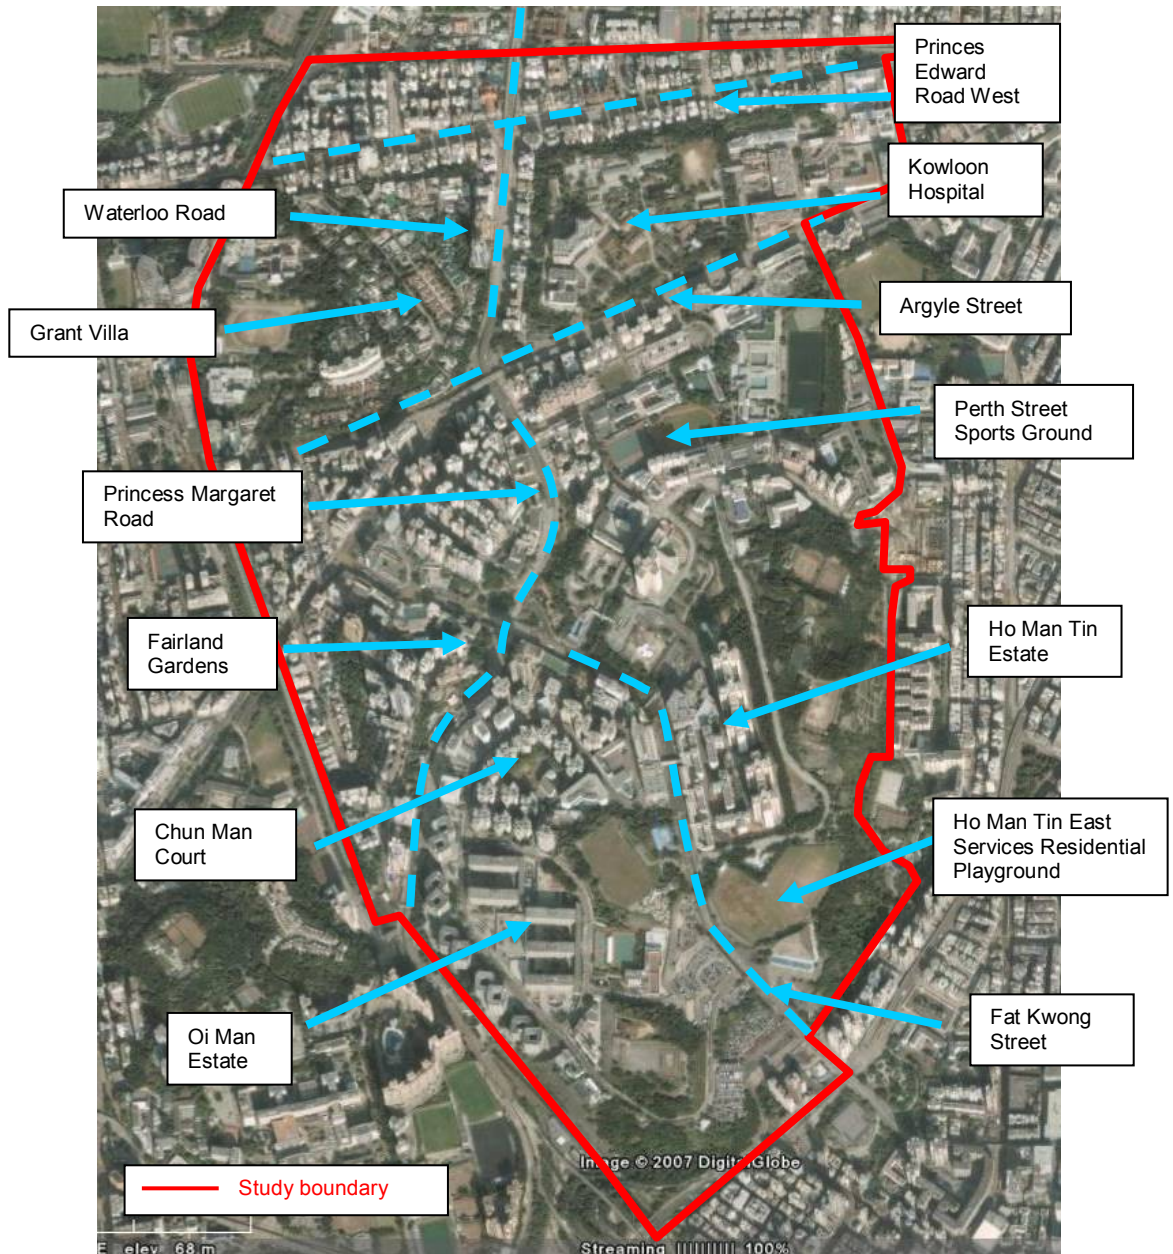 Princes
Edward
Road West
Kowloon
Hospital
Waterloo Road
Argyle Street
Grant Villa
Perth Street
Sports Ground
Princess Margaret
Road
Fairland
Gardens
Ho Man Tin
Estate
Chun Man
Court
Ho Man Tin East
Services Residential
Playground
Oi Man
Estate
Fat Kwong
Street
Image © 2007 DigitalGlobe
Study boundary
E elev 68 m
Streaming |||||||||| 100%